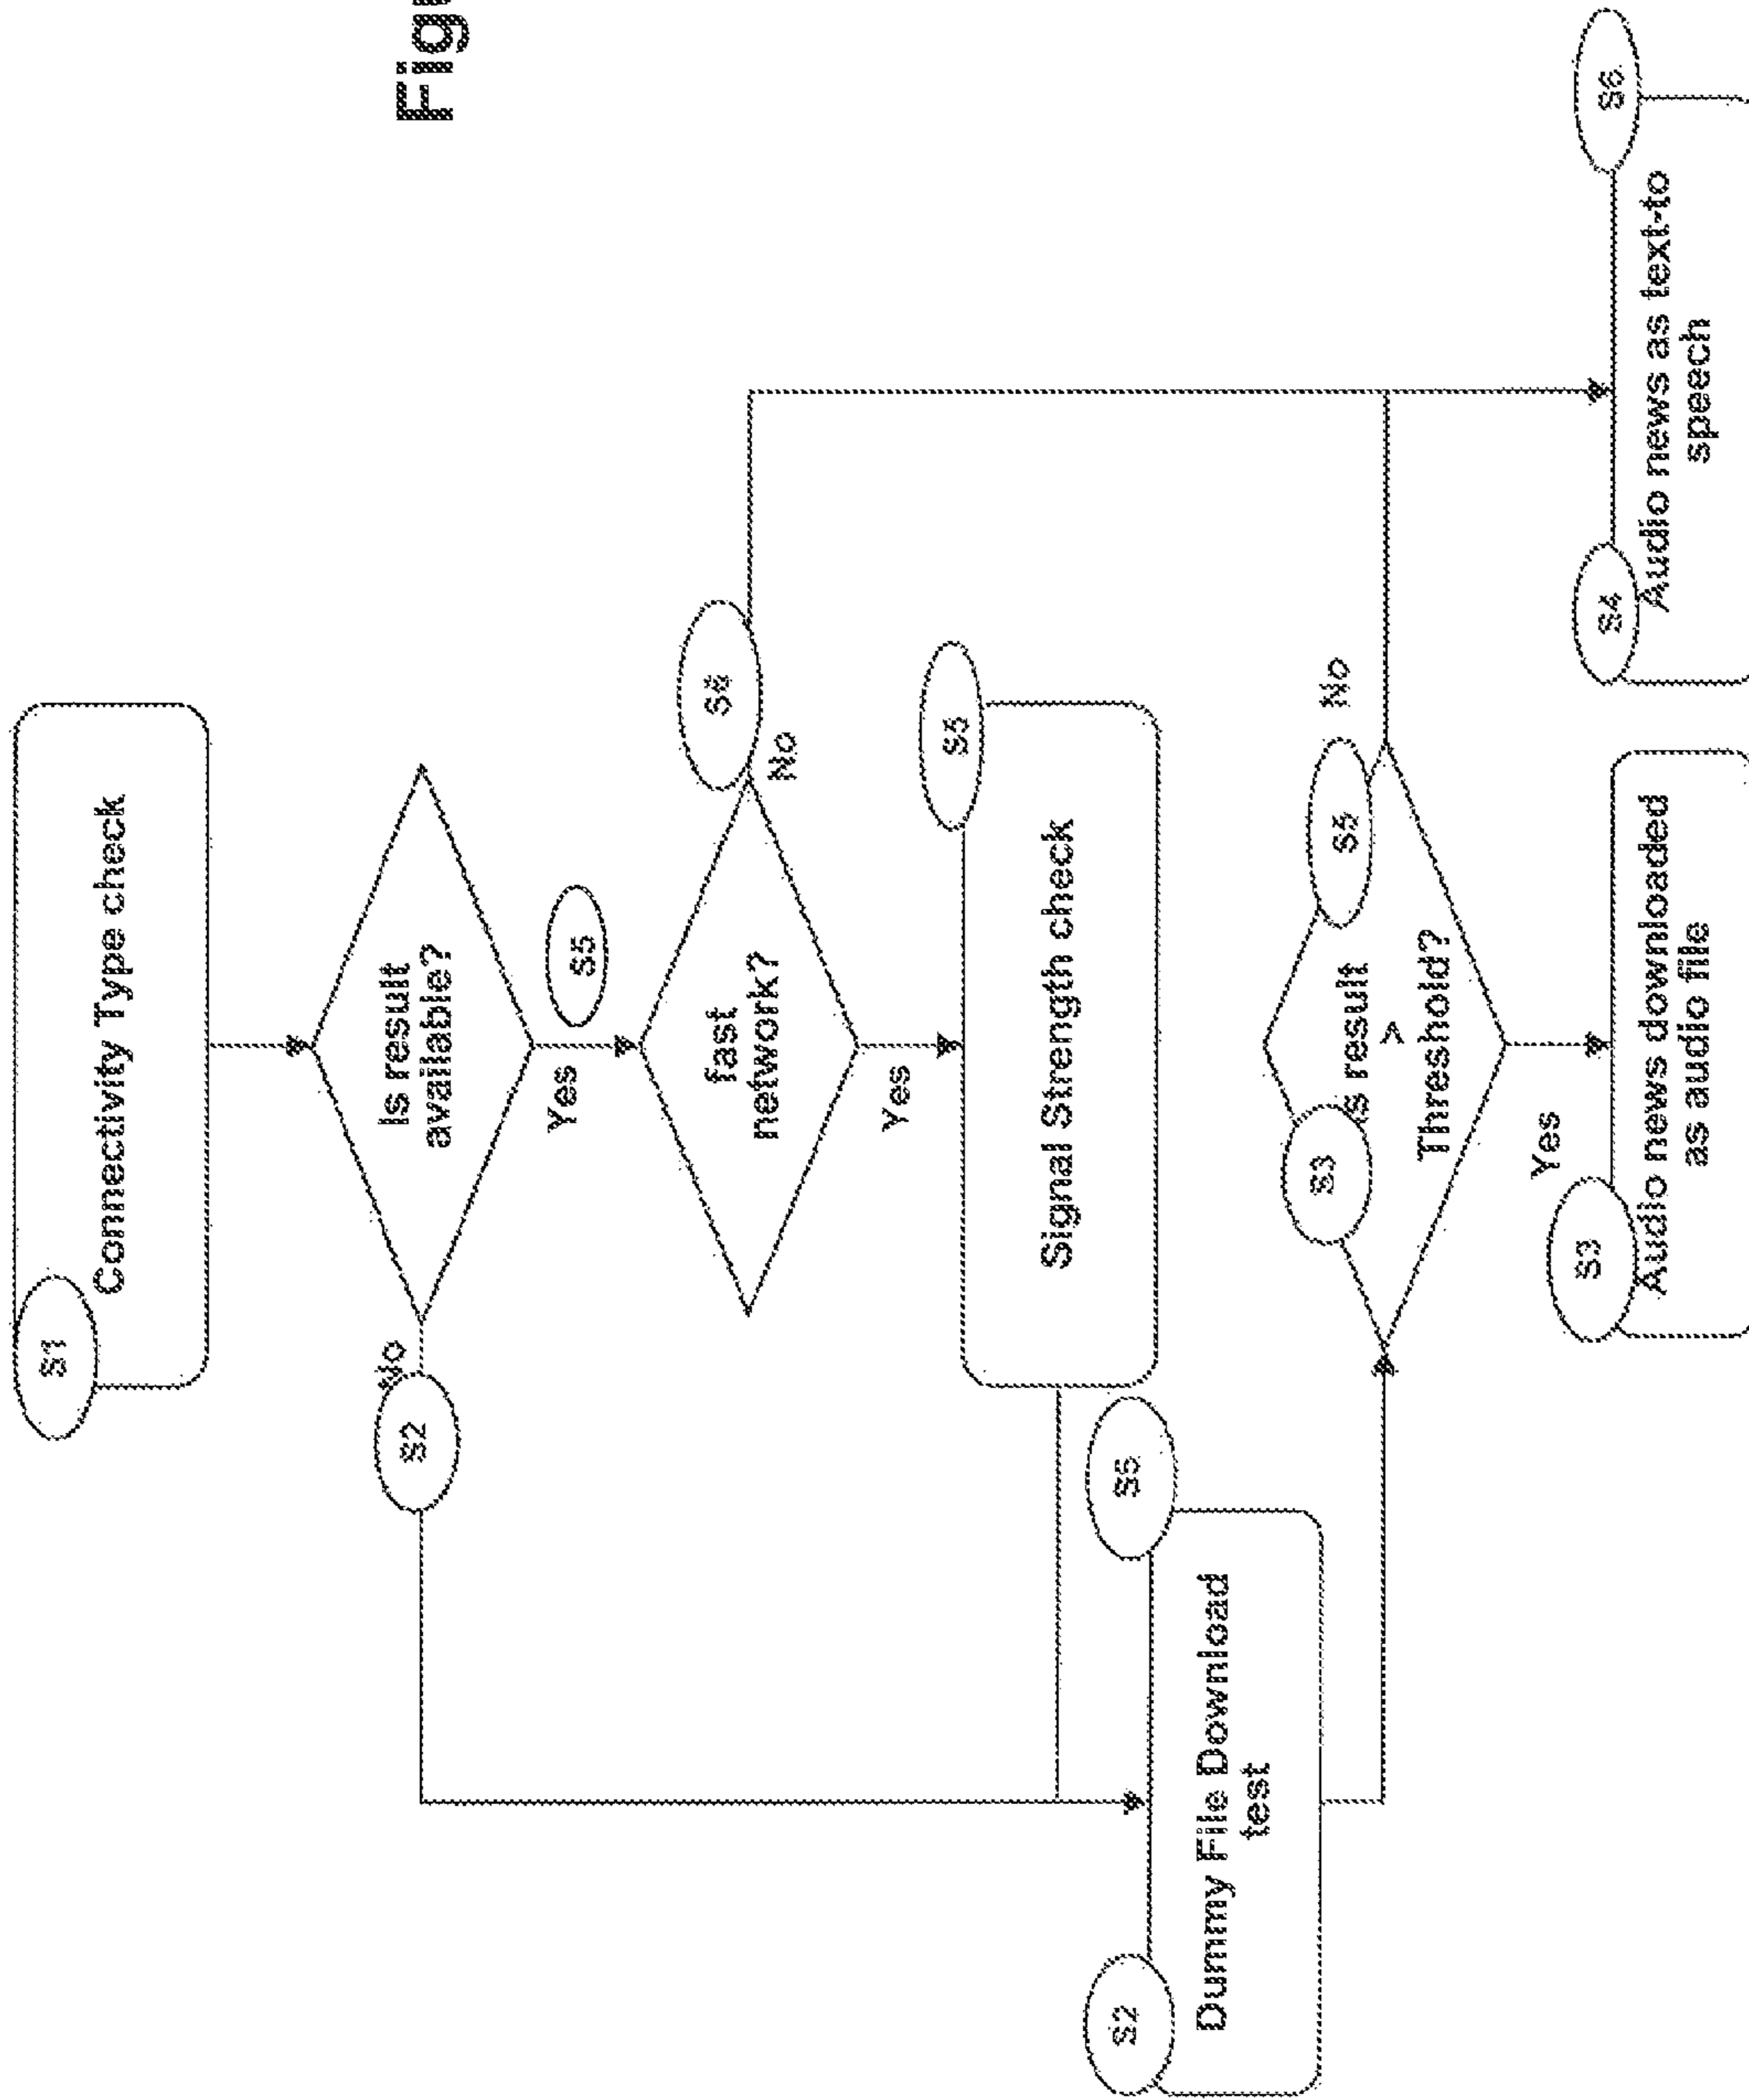 S1
Connectivity Type check
S2
No
Is result
available?
Yes
S5
fast
network?
S6
No
Yes
S5
Signal Strength check
S2
S5
Dummy File Download
test
S3
S5
is result
>
Threshold?
No
Yes
S3
Audio news downloaded
as audio file
S4
S6
Audio news as text-to
speech